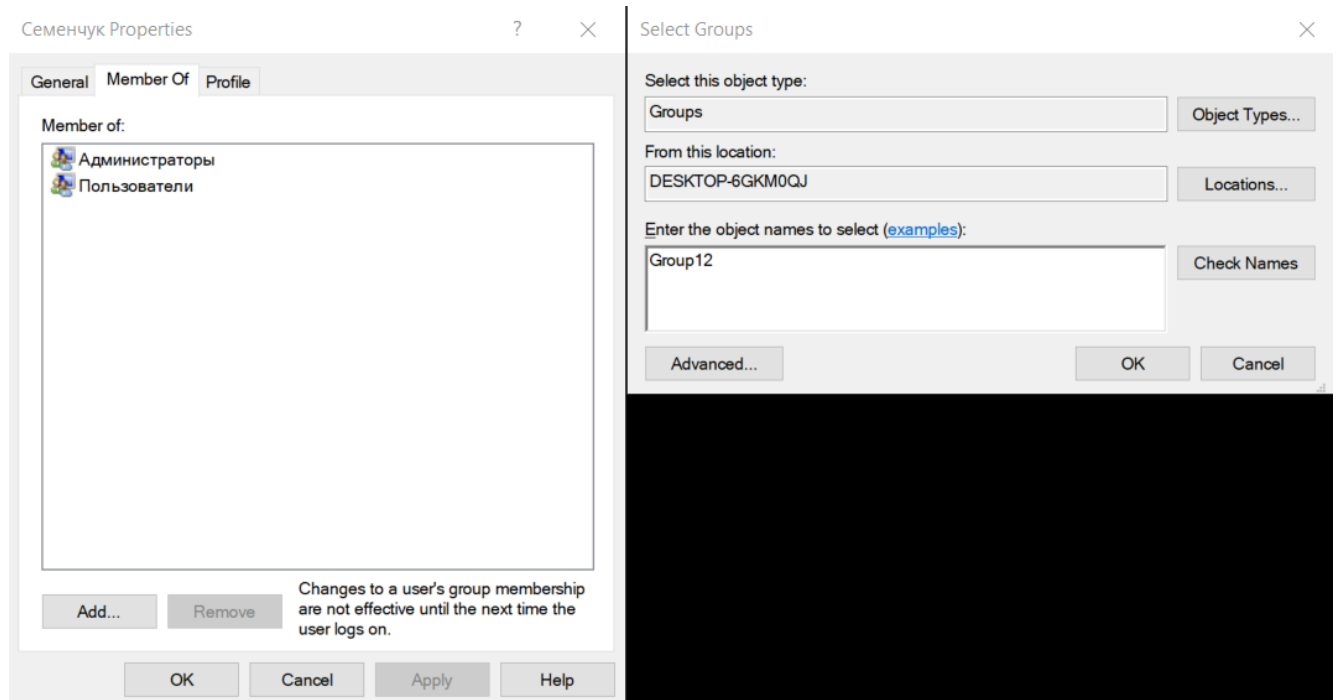 Семенчук Properties
?
General
Member Of
Profile
Member of:
Администраторы
Пользователи
Add...
Remove
Changes to a user's group membership
are not effective until the next time the
user logs on.
OK
Cancel
Apply
Help
Select Groups
Select this object type:
Groups
Object Types...
From this location:
DESKTOP-6GKM0QJ
Locations...
Enter the object names to select (examples):
Group12
Check Names
Advanced...
OK
Cancel